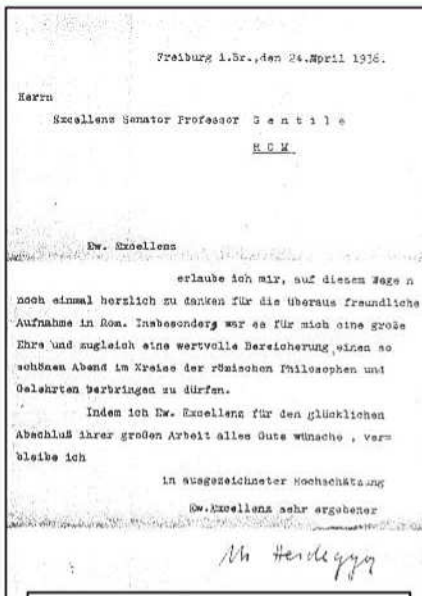 Freiburg i.Br.,den 24.April 1936.
Herrn
Excellenz Senator Professor G e n t i l e
R O M
Ew. Excellenz
erlaube ich mir, auf diesem Wege n
noch einmal herzlich zu danken für die überaus freundliche
Aufnahme in Rom. Insbesonders war es für mich eine große
Ehre und zugleich eine wertvolle Bereicherung, einen so
schönen Abend im Kreise der römischen Philosophen und
Gelehrten verbringen zu dürfen.
Indem ich Ew. Excellenz für den glücklichen
Abschluß ihrer großen Arbeit alles Gute wünsche , ver=
bleibe ich
in ausgezeichneter Hochschätzung
Ew.Excellenz sehr ergebener
M Heidegger